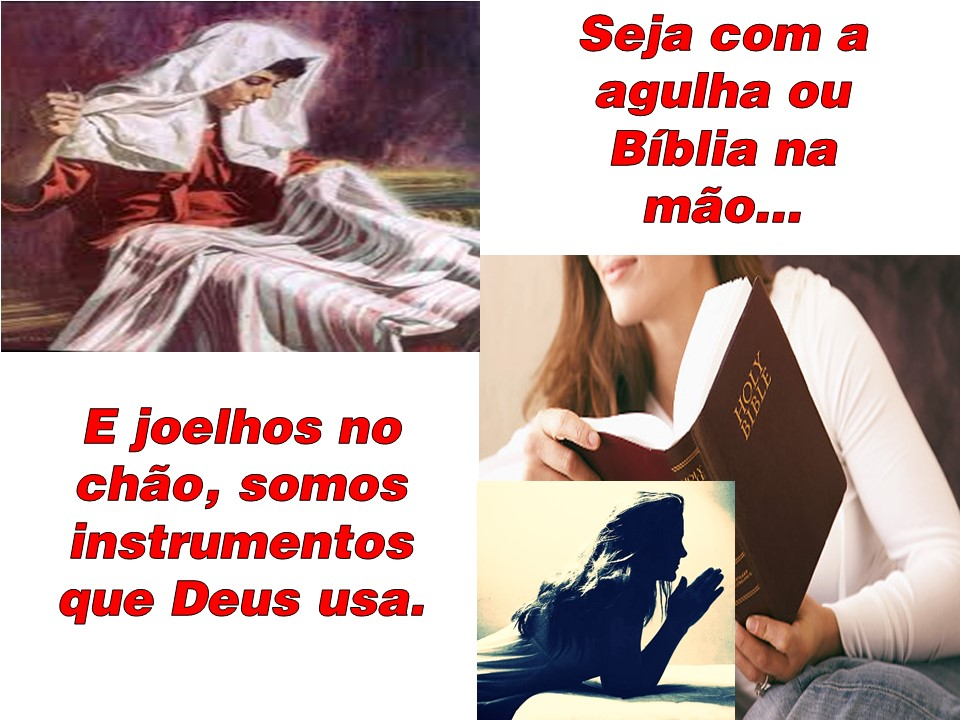 Seja com a
agulha ou
Bíblia na
mão...
HOLY
BIBLE
E joelhos no
chão, somos
instrumentos
que Deus usa.